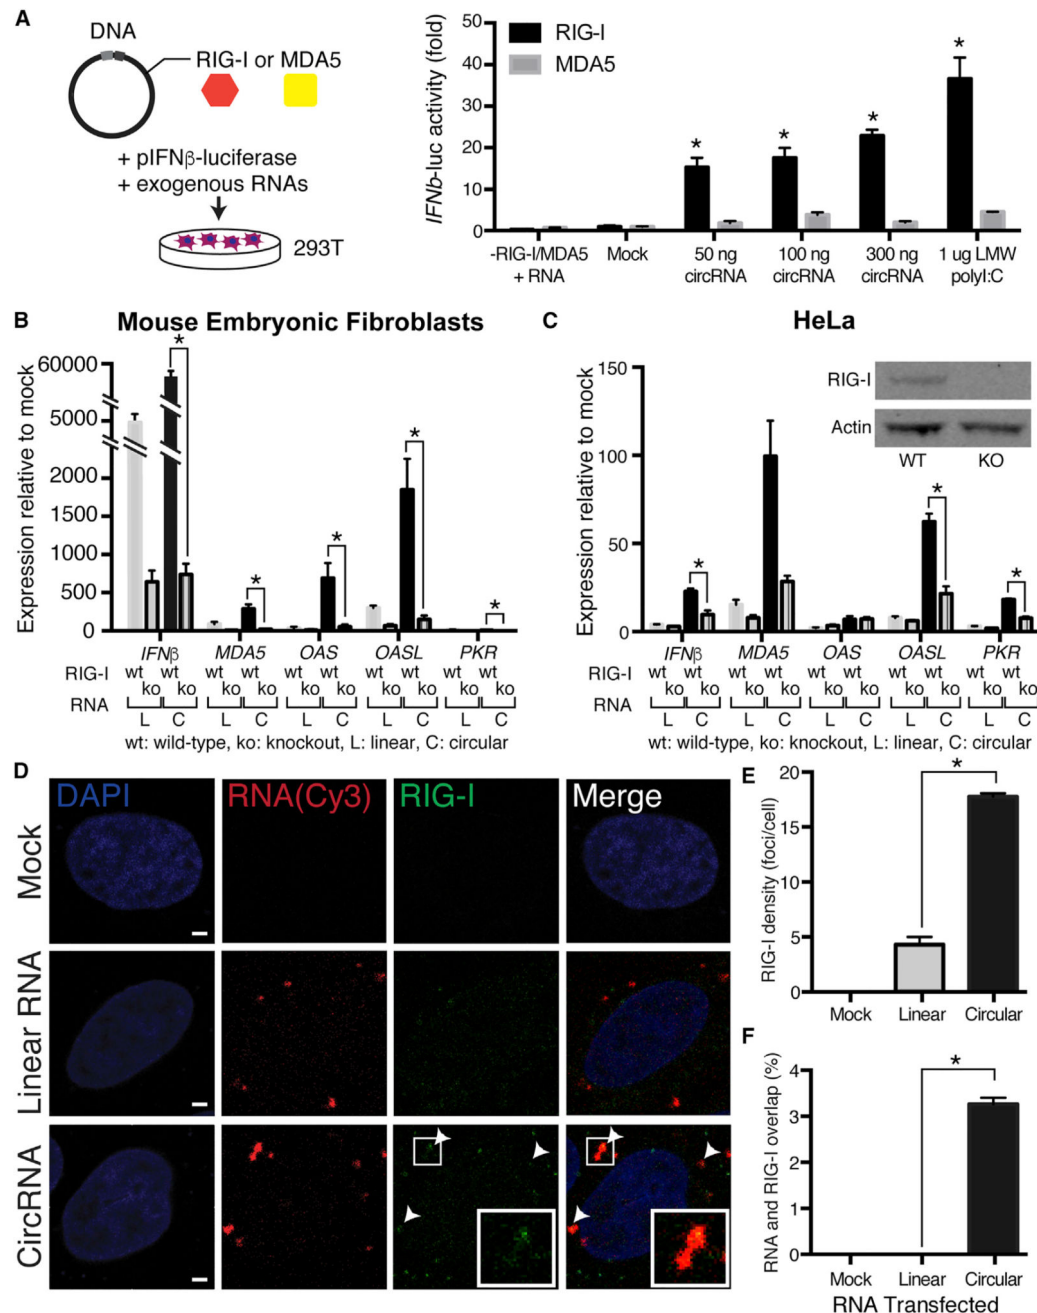 A
DNA
RIG-I or MDA5
+ pIFNβ-luciferase
+ exogenous RNAs
293T
IFNb-luc activity (fold)
50
40
30
20
10
0
RIG-I
MDA5
* * * *
-RIG-I/MDA5 + RNA
Mock
50 ng circRNA
100 ng circRNA
300 ng circRNA
1 ug LMW polyI:C
B
Mouse Embryonic Fibroblasts
Expression relative to mock
60000
5000
2000
1500
1000
500
0
* * * * *
IFNβ MDA5 OAS OASL PKR
RIG-I wt wt wt wt wt wt wt wt wt wt
ko ko ko ko ko ko ko ko ko ko
RNA
L C L C L C L C L C
wt: wild-type, ko: knockout, L: linear, C: circular
C
HeLa
Expression relative to mock
150
100
50
0
RIG-I
Actin
WT KO
* * *
IFNβ MDA5 OAS OASL PKR
RIG-I wt wt wt wt wt wt wt wt wt wt
ko ko ko ko ko ko ko ko ko ko
RNA
L C L C L C L C L C
wt: wild-type, ko: knockout, L: linear, C: circular
D
DAPI RNA(Cy3) RIG-I Merge
Mock
Linear RNA
CircRNA
E
RIG-I density (foci/cell)
20
15
10
5
0
*
Mock Linear Circular
F
RNA and RIG-I overlap (%)
4
3
2
1
0
*
Mock Linear Circular
RNA Transfected